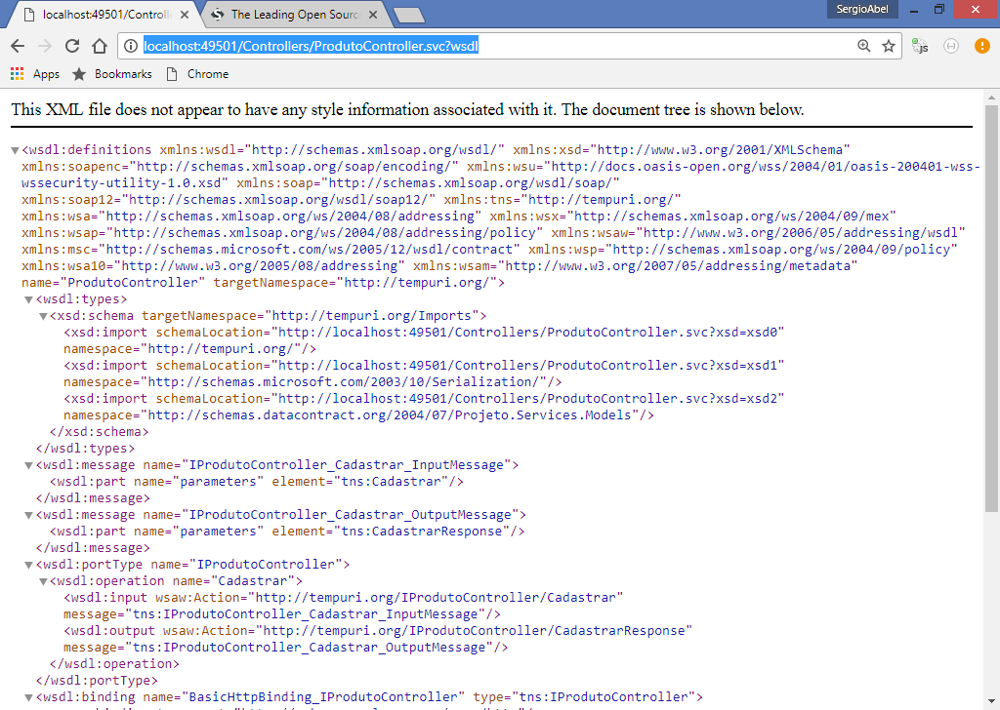 localhost:49501/Controll
The Leading Open Sourc
SergioAbel
localhost:49501/Controllers/ProdutoController.svc?wsdl
JS
Apps
Bookmarks
Chrome
This XML file does not appear to have any style information associated with it. The document tree is shown below.
▼<wsdl:definitions xmlns:wsdl="http://schemas.xmlsoap.org/wsdl/" xmlns:xsd="http://www.w3.org/2001/XMLSchema"
xmlns:soapenc="http://schemas.xmlsoap.org/soap/encoding/" xmlns:wsu="http://docs.oasis-open.org/wss/2004/01/oasis-200401-wss-
wssecurity-utility-1.0.xsd" xmlns:soap="http://schemas.xmlsoap.org/wsdl/soap/"
xmlns:soap12="http://schemas.xmlsoap.org/wsdl/soap12/" xmlns:tns="http://tempuri.org/"
xmlns:wsa="http://schemas.xmlsoap.org/ws/2004/08/addressing" xmlns:wsx="http://schemas.xmlsoap.org/ws/2004/09/mex"
xmlns:wsap="http://schemas.xmlsoap.org/ws/2004/08/addressing/policy" xmlns:wsaw="http://www.w3.org/2006/05/addressing/wsdl"
xmlns:msc="http://schemas.microsoft.com/ws/2005/12/wsdl/contract" xmlns:wsp="http://schemas.xmlsoap.org/ws/2004/09/policy"
xmlns:wsa10="http://www.w3.org/2005/08/addressing" xmlns:wsam="http://www.w3.org/2007/05/addressing/metadata"
name="ProdutoController" targetNamespace="http://tempuri.org/">
▼<wsdl:types>
▼<xsd:schema targetNamespace="http://tempuri.org/Imports">
<xsd:import schemaLocation="http://localhost:49501/Controllers/ProdutoController.svc?xsd=xsd0"
namespace="http://tempuri.org/"/>
<xsd:import schemaLocation="http://localhost:49501/Controllers/ProdutoController.svc?xsd=xsd1"
namespace="http://schemas.microsoft.com/2003/10/Serialization/"/>
<xsd:import schemaLocation="http://localhost:49501/Controllers/ProdutoController.svc?xsd=xsd2"
namespace="http://schemas.datacontract.org/2004/07/Projeto.Services.Models"/>
</xsd:schema>
</wsdl:types>
▼<wsdl:message name="IProdutoController_Cadastrar_InputMessage">
<wsdl:part name="parameters" element="tns:Cadastrar"/>
</wsdl:message>
▼<wsdl:message name="IProdutoController_Cadastrar_OutputMessage">
<wsdl:part name="parameters" element="tns:CadastrarResponse"/>
</wsdl:message>
▼<wsdl:portType name="IProdutoController">
▼<wsdl:operation name="Cadastrar">
<wsdl:input wsaw:Action="http://tempuri.org/IProdutoController/Cadastrar"
message="tns:IProdutoController_Cadastrar_InputMessage"/>
<wsdl:output wsaw:Action="http://tempuri.org/IProdutoController/CadastrarResponse"
message="tns:IProdutoController_Cadastrar_OutputMessage"/>
</wsdl:operation>
</wsdl:portType>
▼<wsdl:binding name="BasicHttpBinding_IProdutoController" type="tns:IProdutoController">